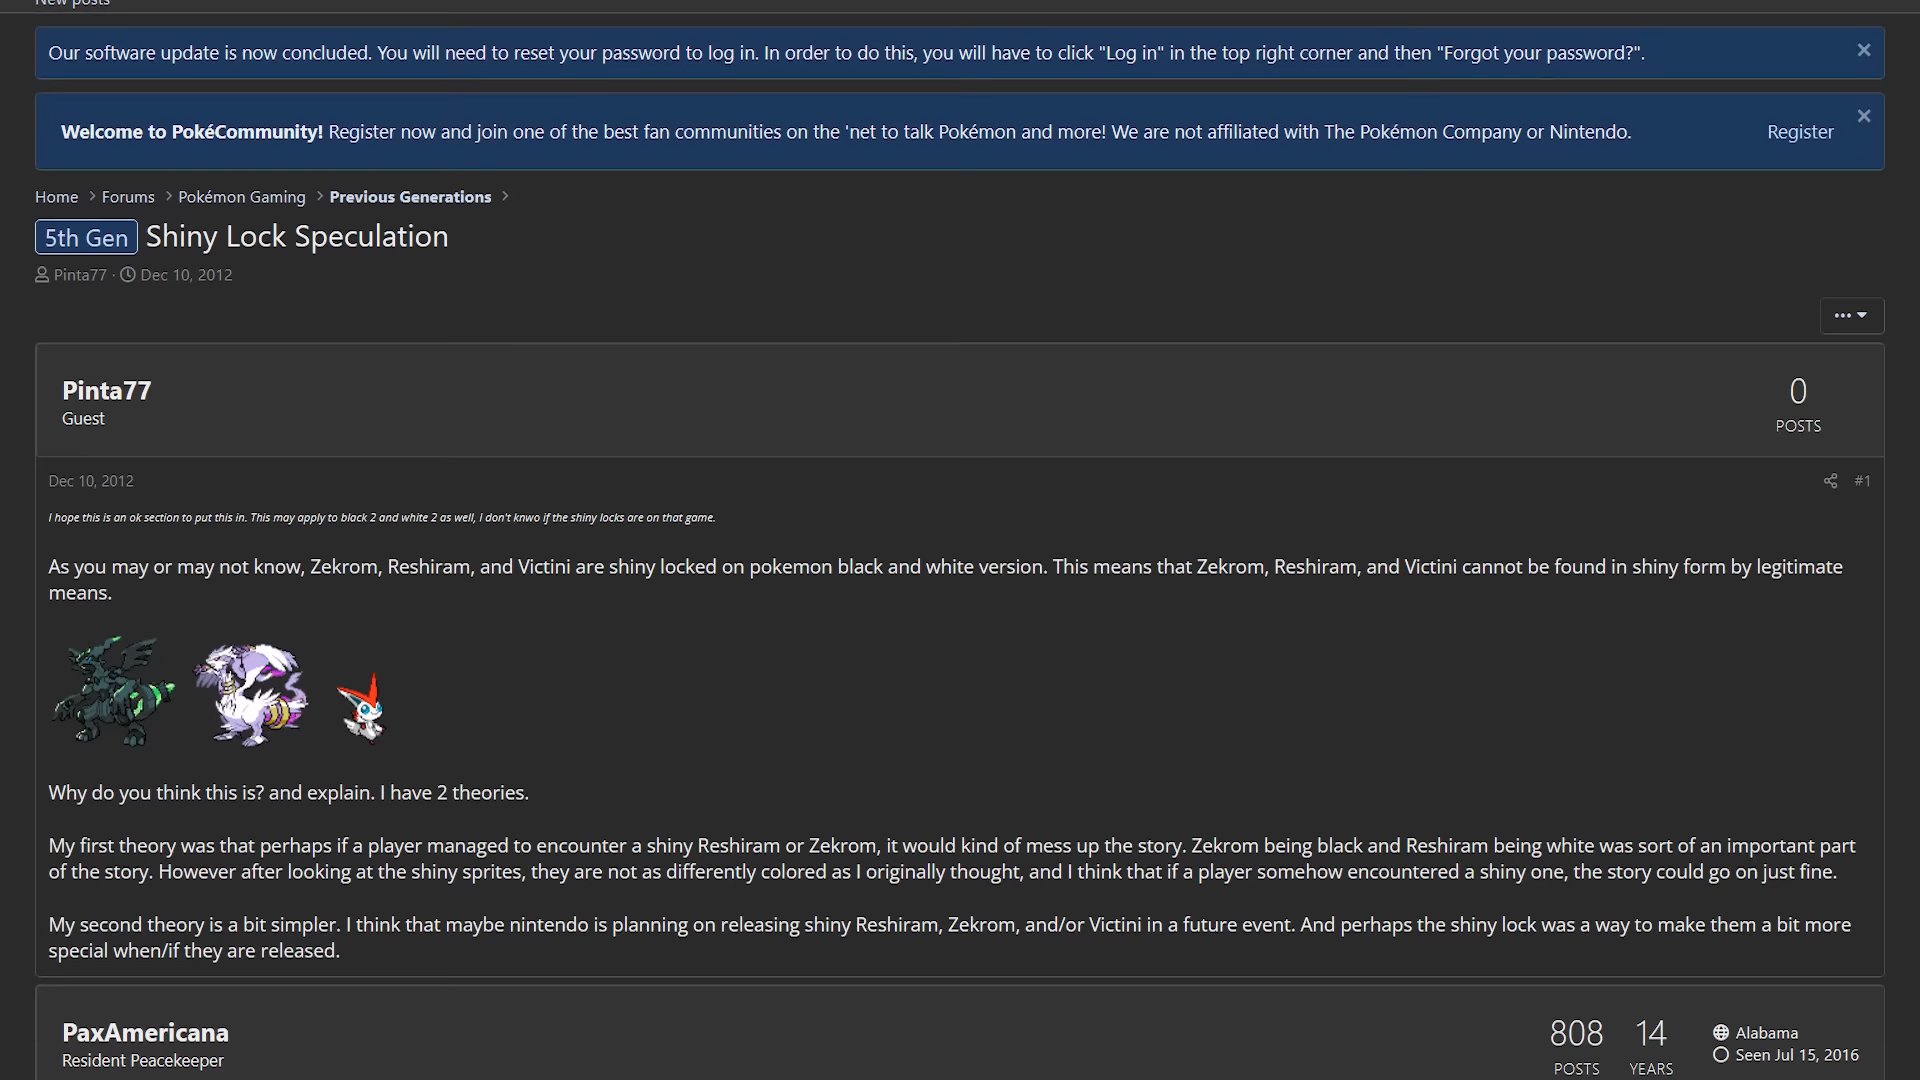 New posts
Our software update is now concluded. You will need to reset your password to log in. In order to do this, you will have to click "Log in" in the top right corner and then "Forgot your password?".
Welcome to PokéCommunity! Register now and join one of the best fan communities on the 'net to talk Pokémon and more! We are not affiliated with The Pokémon Company or Nintendo. Register
Home > Forums > Pokémon Gaming > Previous Generations >
5th Gen Shiny Lock Speculation
Pinta77 · Dec 10, 2012
Pinta77
Guest
0
POSTS
Dec 10, 2012 #1
I hope this is an ok section to put this in. This may apply to black 2 and white 2 as well, I don't knwo if the shiny locks are on that game.
As you may or may not know, Zekrom, Reshiram, and Victini are shiny locked on pokemon black and white version. This means that Zekrom, Reshiram, and Victini cannot be found in shiny form by legitimate
means.
Why do you think this is? and explain. I have 2 theories.
My first theory was that perhaps if a player managed to encounter a shiny Reshiram or Zekrom, it would kind of mess up the story. Zekrom being black and Reshiram being white was sort of an important part
of the story. However after looking at the shiny sprites, they are not as differently colored as I originally thought, and I think that if a player somehow encountered a shiny one, the story could go on just fine.
My second theory is a bit simpler. I think that maybe nintendo is planning on releasing shiny Reshiram, Zekrom, and/or Victini in a future event. And perhaps the shiny lock was a way to make them a bit more
special when/if they are released.
PaxAmericana
Resident Peacekeeper
808 14
POSTS YEARS
Alabama
Seen Jul 15, 2016